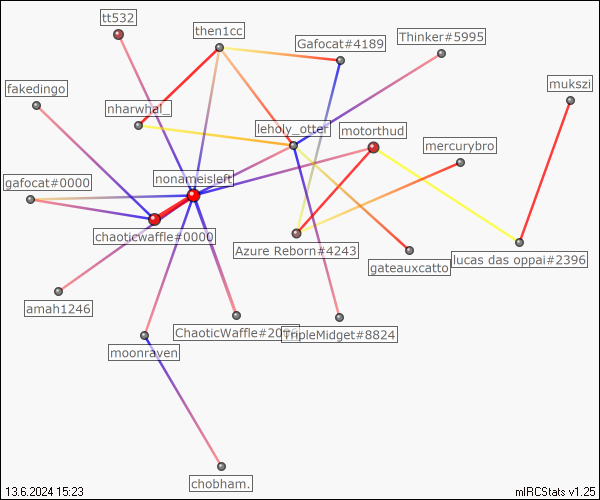 tt532
then1cc
Gafocat#4189
Thinker#5995
fakedingo
mukszi
nharwhal_
leholy_otter
motorthud
mercurybro
gafocat#0000
nonameisleft
chaoticwaffle#0000
Azure Reborn#4243
lucas das oppai#2396
gateauxcatto
amah1246
TripleMidget#8824
moonraven
chobham.
13.6.2024 15:23
mIRCStats v1.25